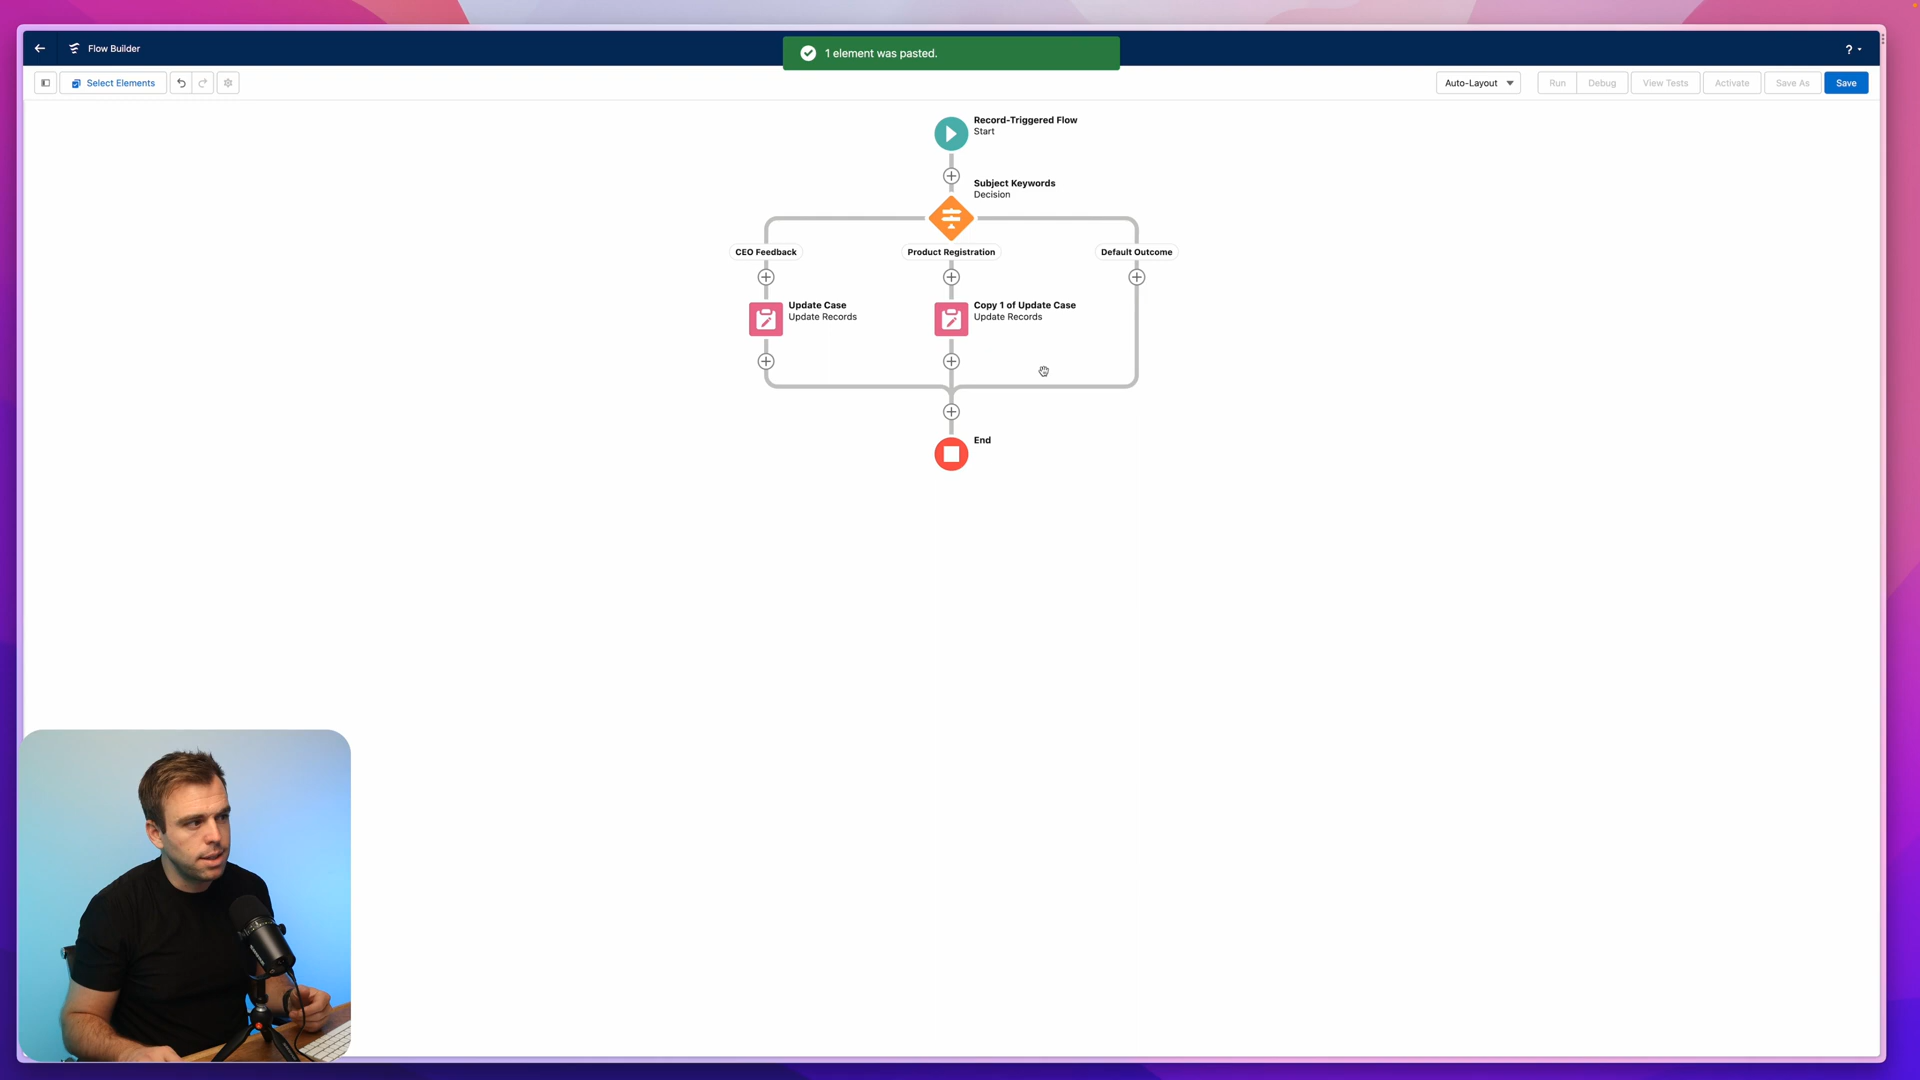 Flow Builder
1 element was pasted.
?
Select Elements
Auto-Layout
Run
Debug
View Tests
Activate
Save As
Save
Record-Triggered Flow
Start
Subject Keywords
Decision
CEO Feedback
Product Registration
Default Outcome
Update Case
Update Records
Copy 1 of Update Case
Update Records
End